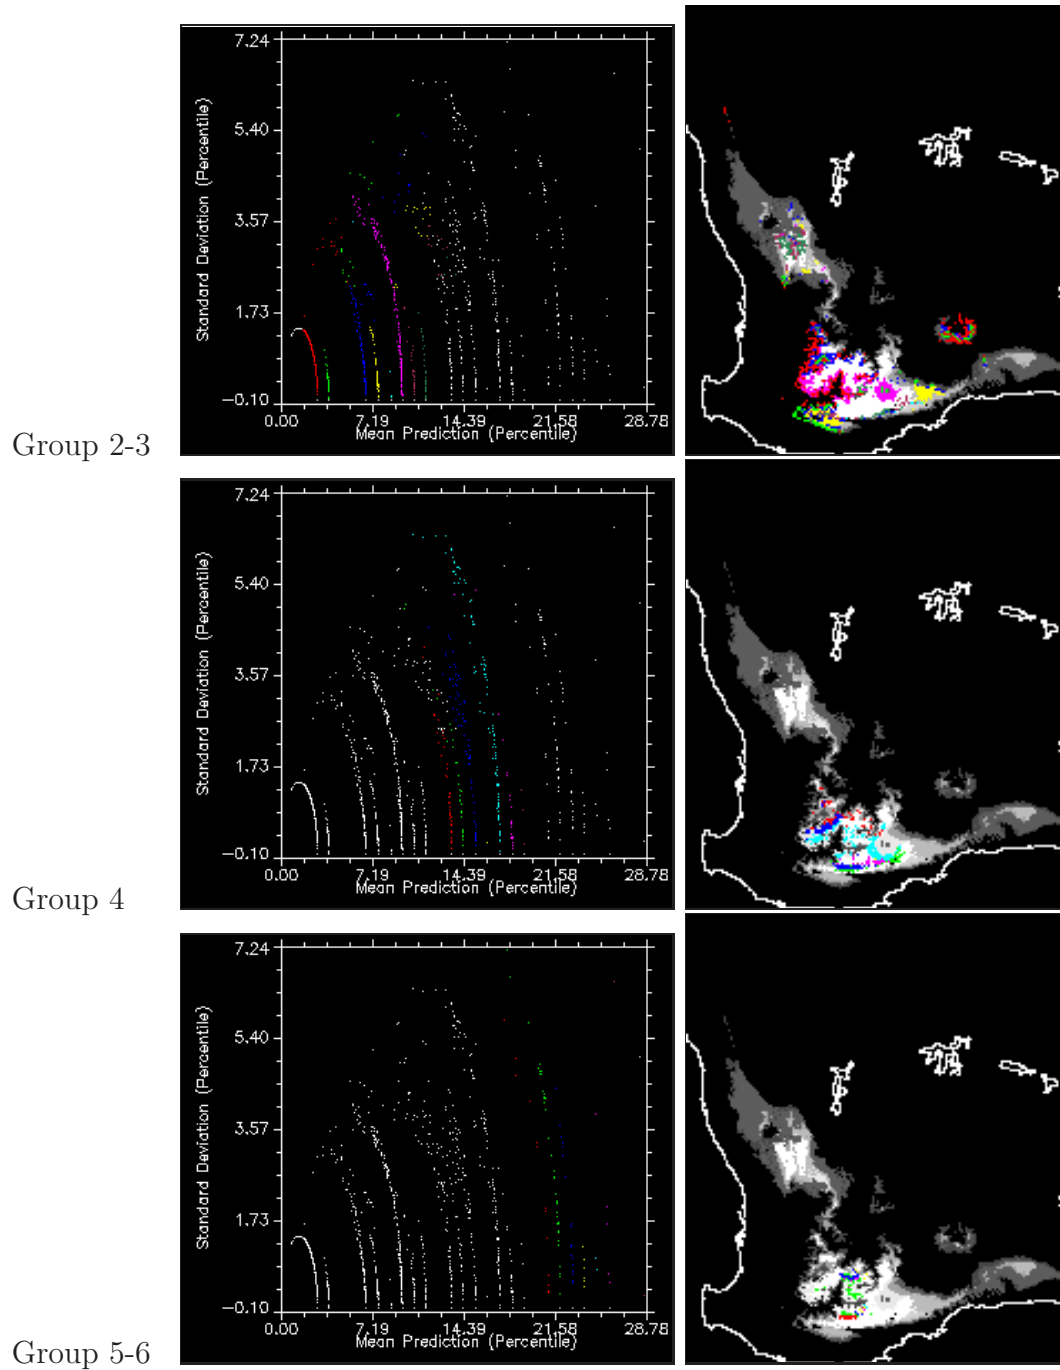 7.24
5.40
3.57
1.73
−0.10
0.00 7.19 14.39 21.58 28.78
Mean Prediction (Percentile)
Standard Deviation (Percentile)
Group 2-3
7.24
5.40
3.57
1.73
−0.10
0.00 7.19 14.39 21.58 28.78
Mean Prediction (Percentile)
Standard Deviation (Percentile)
Group 4
7.24
5.40
3.57
1.73
−0.10
0.00 7.19 14.39 21.58 28.78
Mean Prediction (Percentile)
Standard Deviation (Percentile)
Group 5-6